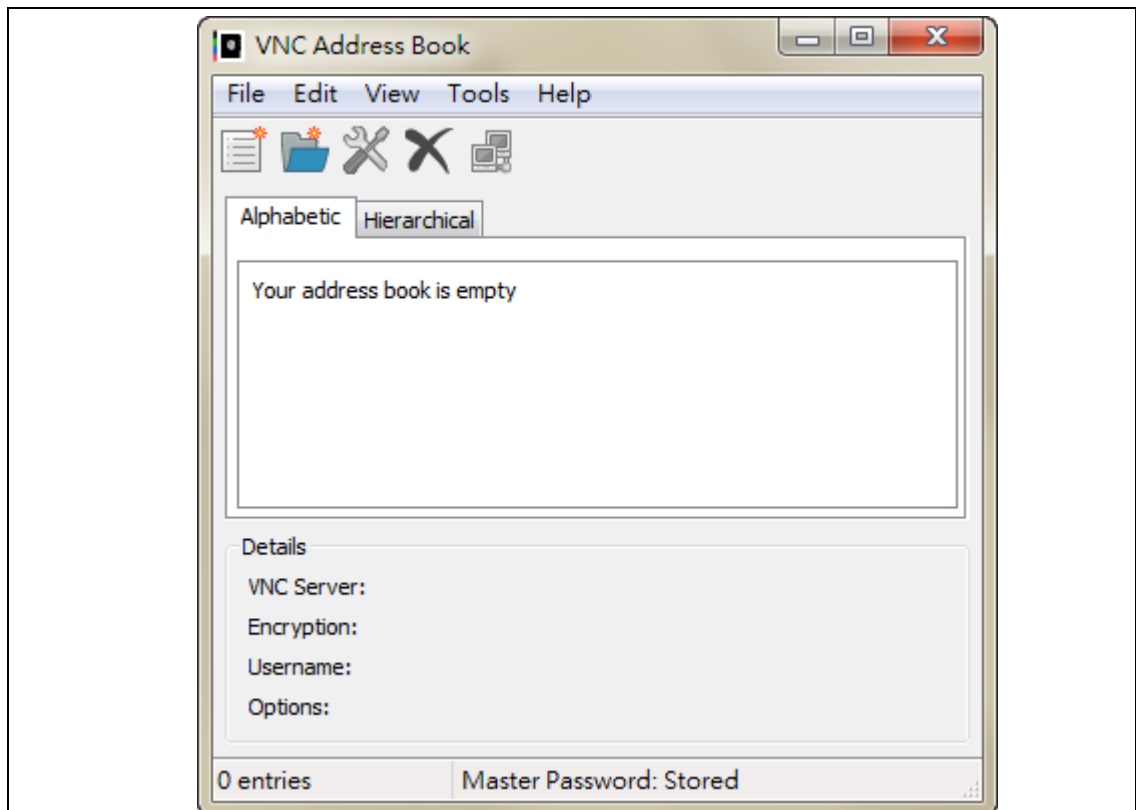 VNC Address Book
File Edit View Tools Help
Alphabetic Hierarchical
Your address book is empty
Details
VNC Server:
Encryption:
Username:
Options:
0 entries Master Password: Stored